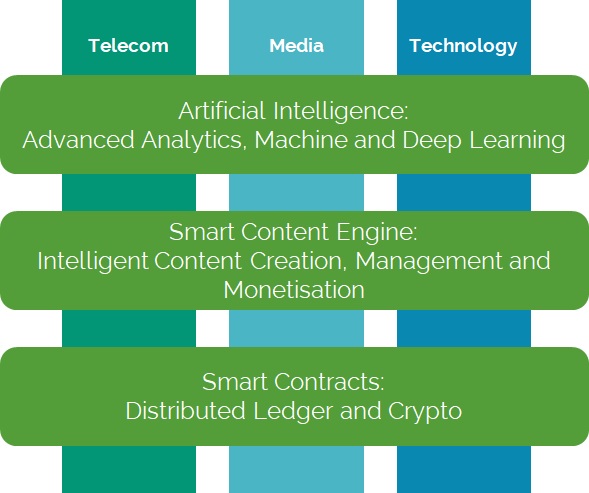 Telecom Media Technology
Artificial Intelligence:
Advanced Analytics, Machine and Deep Learning
Smart Content Engine:
Intelligent Content Creation, Management and
Monetisation
Smart Contracts:
Distributed Ledger and Crypto